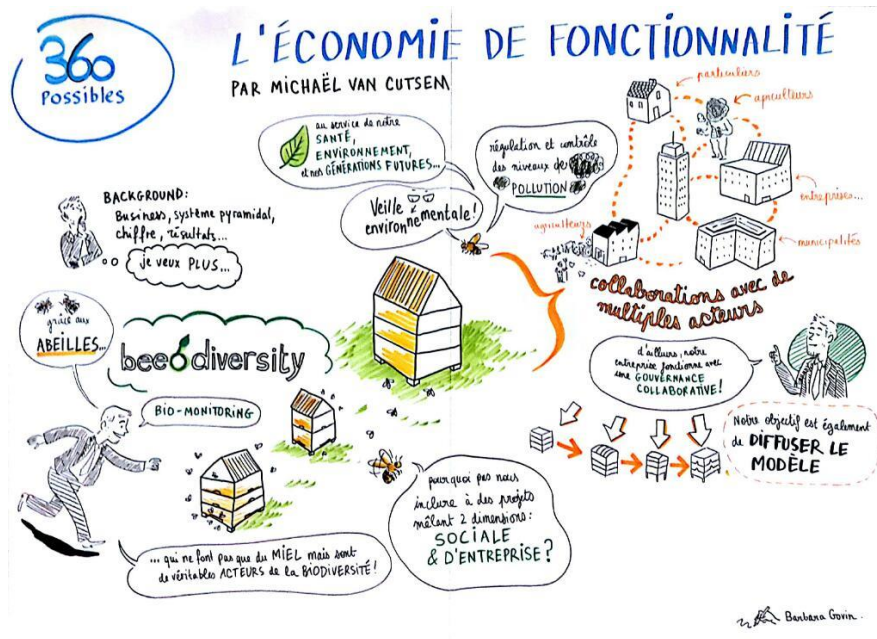 360
Possibles
L'ÉCONOMIE DE FONCTIONNALITÉ
PAR MICHAËL VAN CUTSEM
BACKGROUND:
Business, système pyramidal,
chiffre, résultats...
je veux PLUS...
grâce aux
ABEILLES...
beeodiversity
BIO-MONITORING
... qui ne font pas que du MIEL mais sont
de véritables ACTEURS de la BIODIVERSITÉ!
au service de notre
SANTÉ,
ENVIRONNEMENT,
et nos GÉNÉRATIONS FUTURES...
Veille
environnementale!
régulation et contrôle
des niveaux de
POLLUTION
pourquoi pas nous
inclure à des projets
mêlant 2 dimensions:
SOCIALE
& D'ENTREPRISE?
particuliers
apiculteurs
entreprises...
municipalités
agriculteurs
collaborations avec de
multiples acteurs
d'ailleurs, notre
entreprise fonctionne avec
une GOUVERNANCE
COLLABORATIVE!
Notre objectif est également
de DIFFUSER LE
MODÈLE
Barbara Govin.